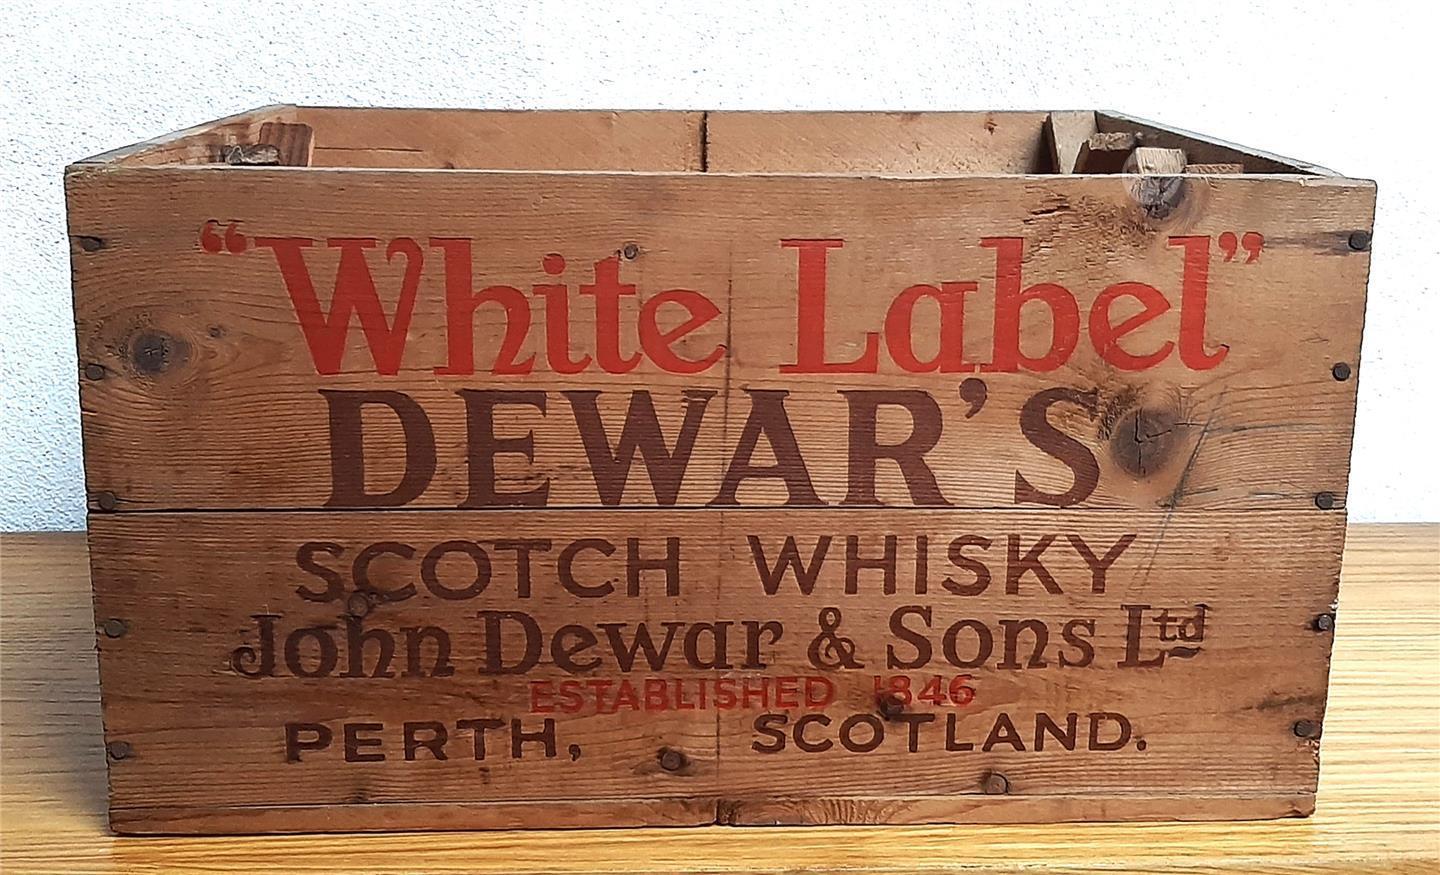 “White Label”
DEWAR’S
SCOTCH WHISKY
John Dewar & Sons Ltd
ESTABLISHED 1846
PERTH, SCOTLAND.